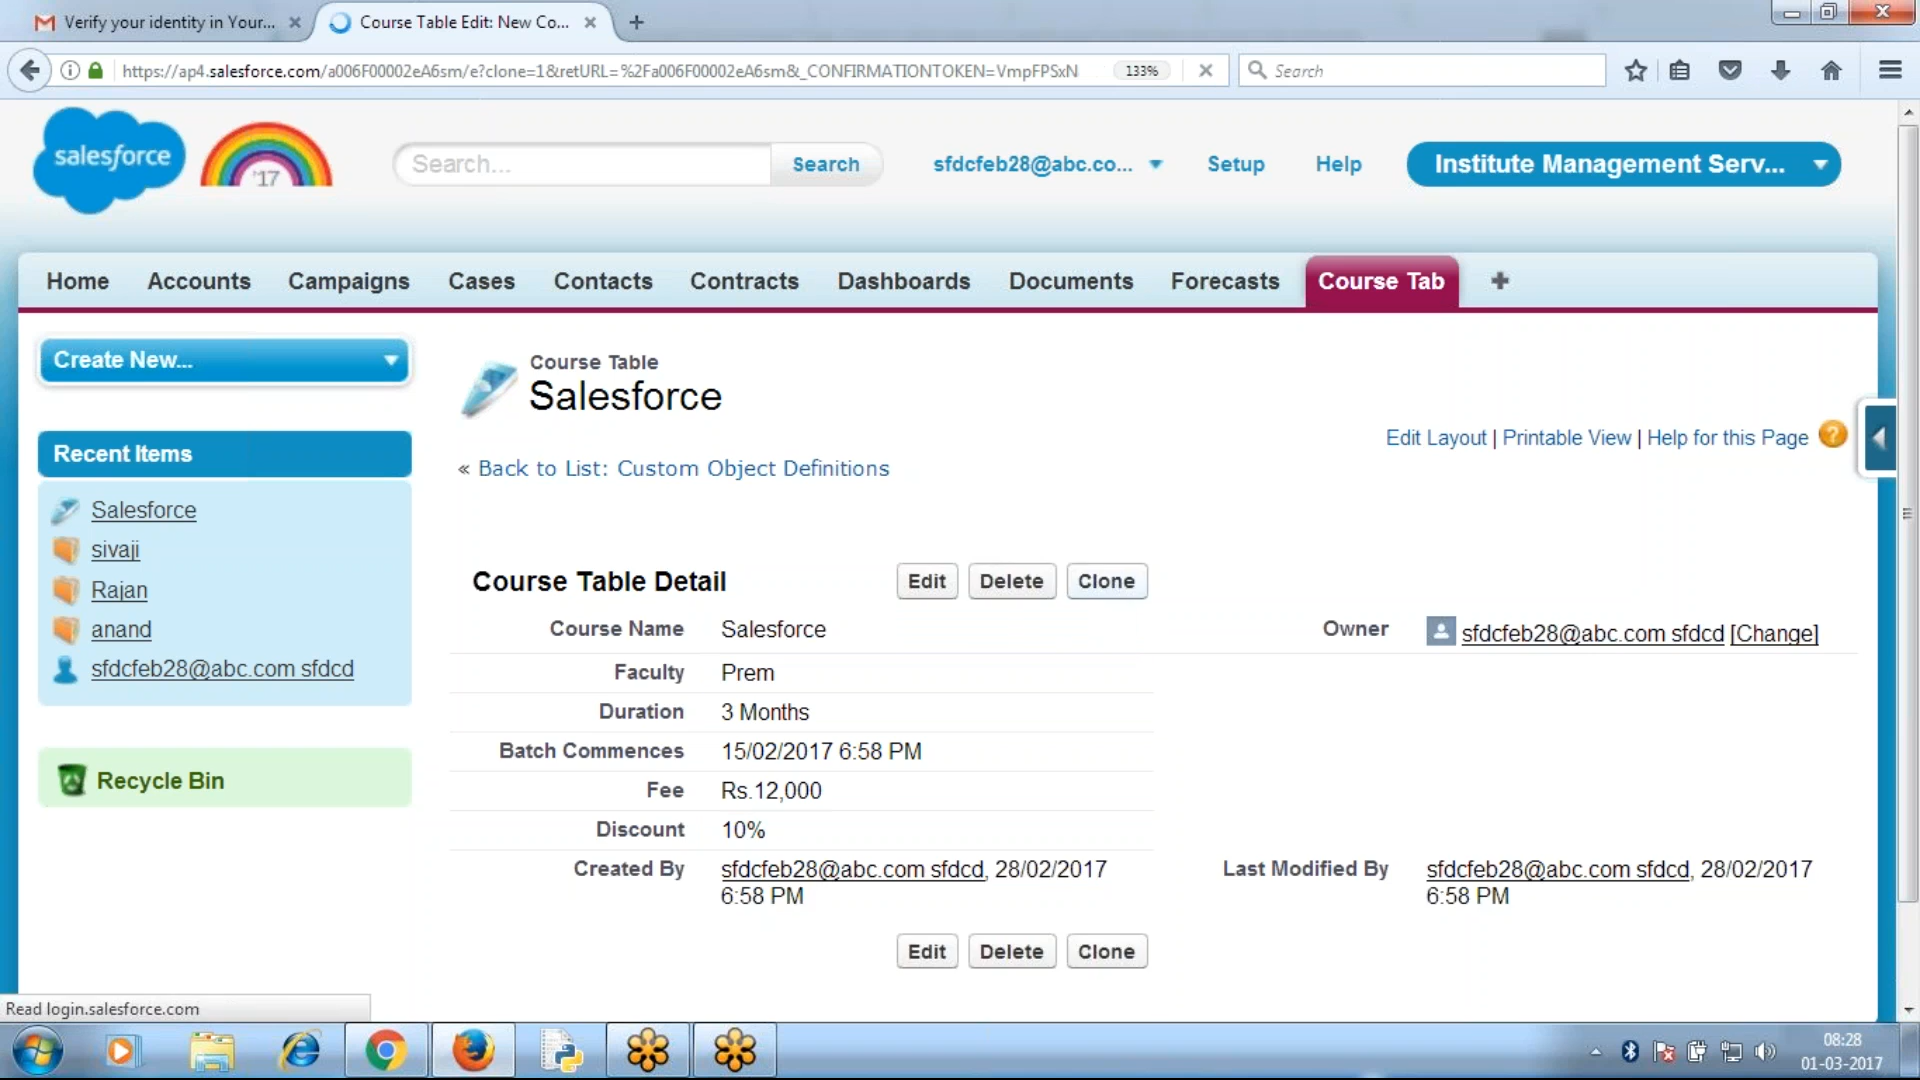 Verify your identity in Your...
Course Table Edit: New Co...
https://ap4.salesforce.com/a006F00002eA6sm/e?clone=1&retURL=%2Fa006F00002eA6sm&_CONFIRMATIONTOKEN=VmpFPSxN
133%
Search
salesforce
'17
Search...
Search
sfdcfeb28@abc.co...
Setup
Help
Institute Management Serv...
Home
Accounts
Campaigns
Cases
Contacts
Contracts
Dashboards
Documents
Forecasts
Course Tab
Create New...
Recent Items
Salesforce
sivaji
Rajan
anand
sfdcfeb28@abc.com sfdcd
Recycle Bin
Course Table
Salesforce
Edit Layout | Printable View | Help for this Page ?
« Back to List: Custom Object Definitions
Course Table Detail
Edit
Delete
Clone
Course Name Salesforce
Owner sfdcfeb28@abc.com sfdcd [Change]
Faculty Prem
Duration 3 Months
Batch Commences 15/02/2017 6:58 PM
Fee Rs.12,000
Discount 10%
Created By sfdcfeb28@abc.com sfdcd, 28/02/2017
6:58 PM
Last Modified By sfdcfeb28@abc.com sfdcd, 28/02/2017
6:58 PM
Edit
Delete
Clone
Read login.salesforce.com
08:28
01-03-2017